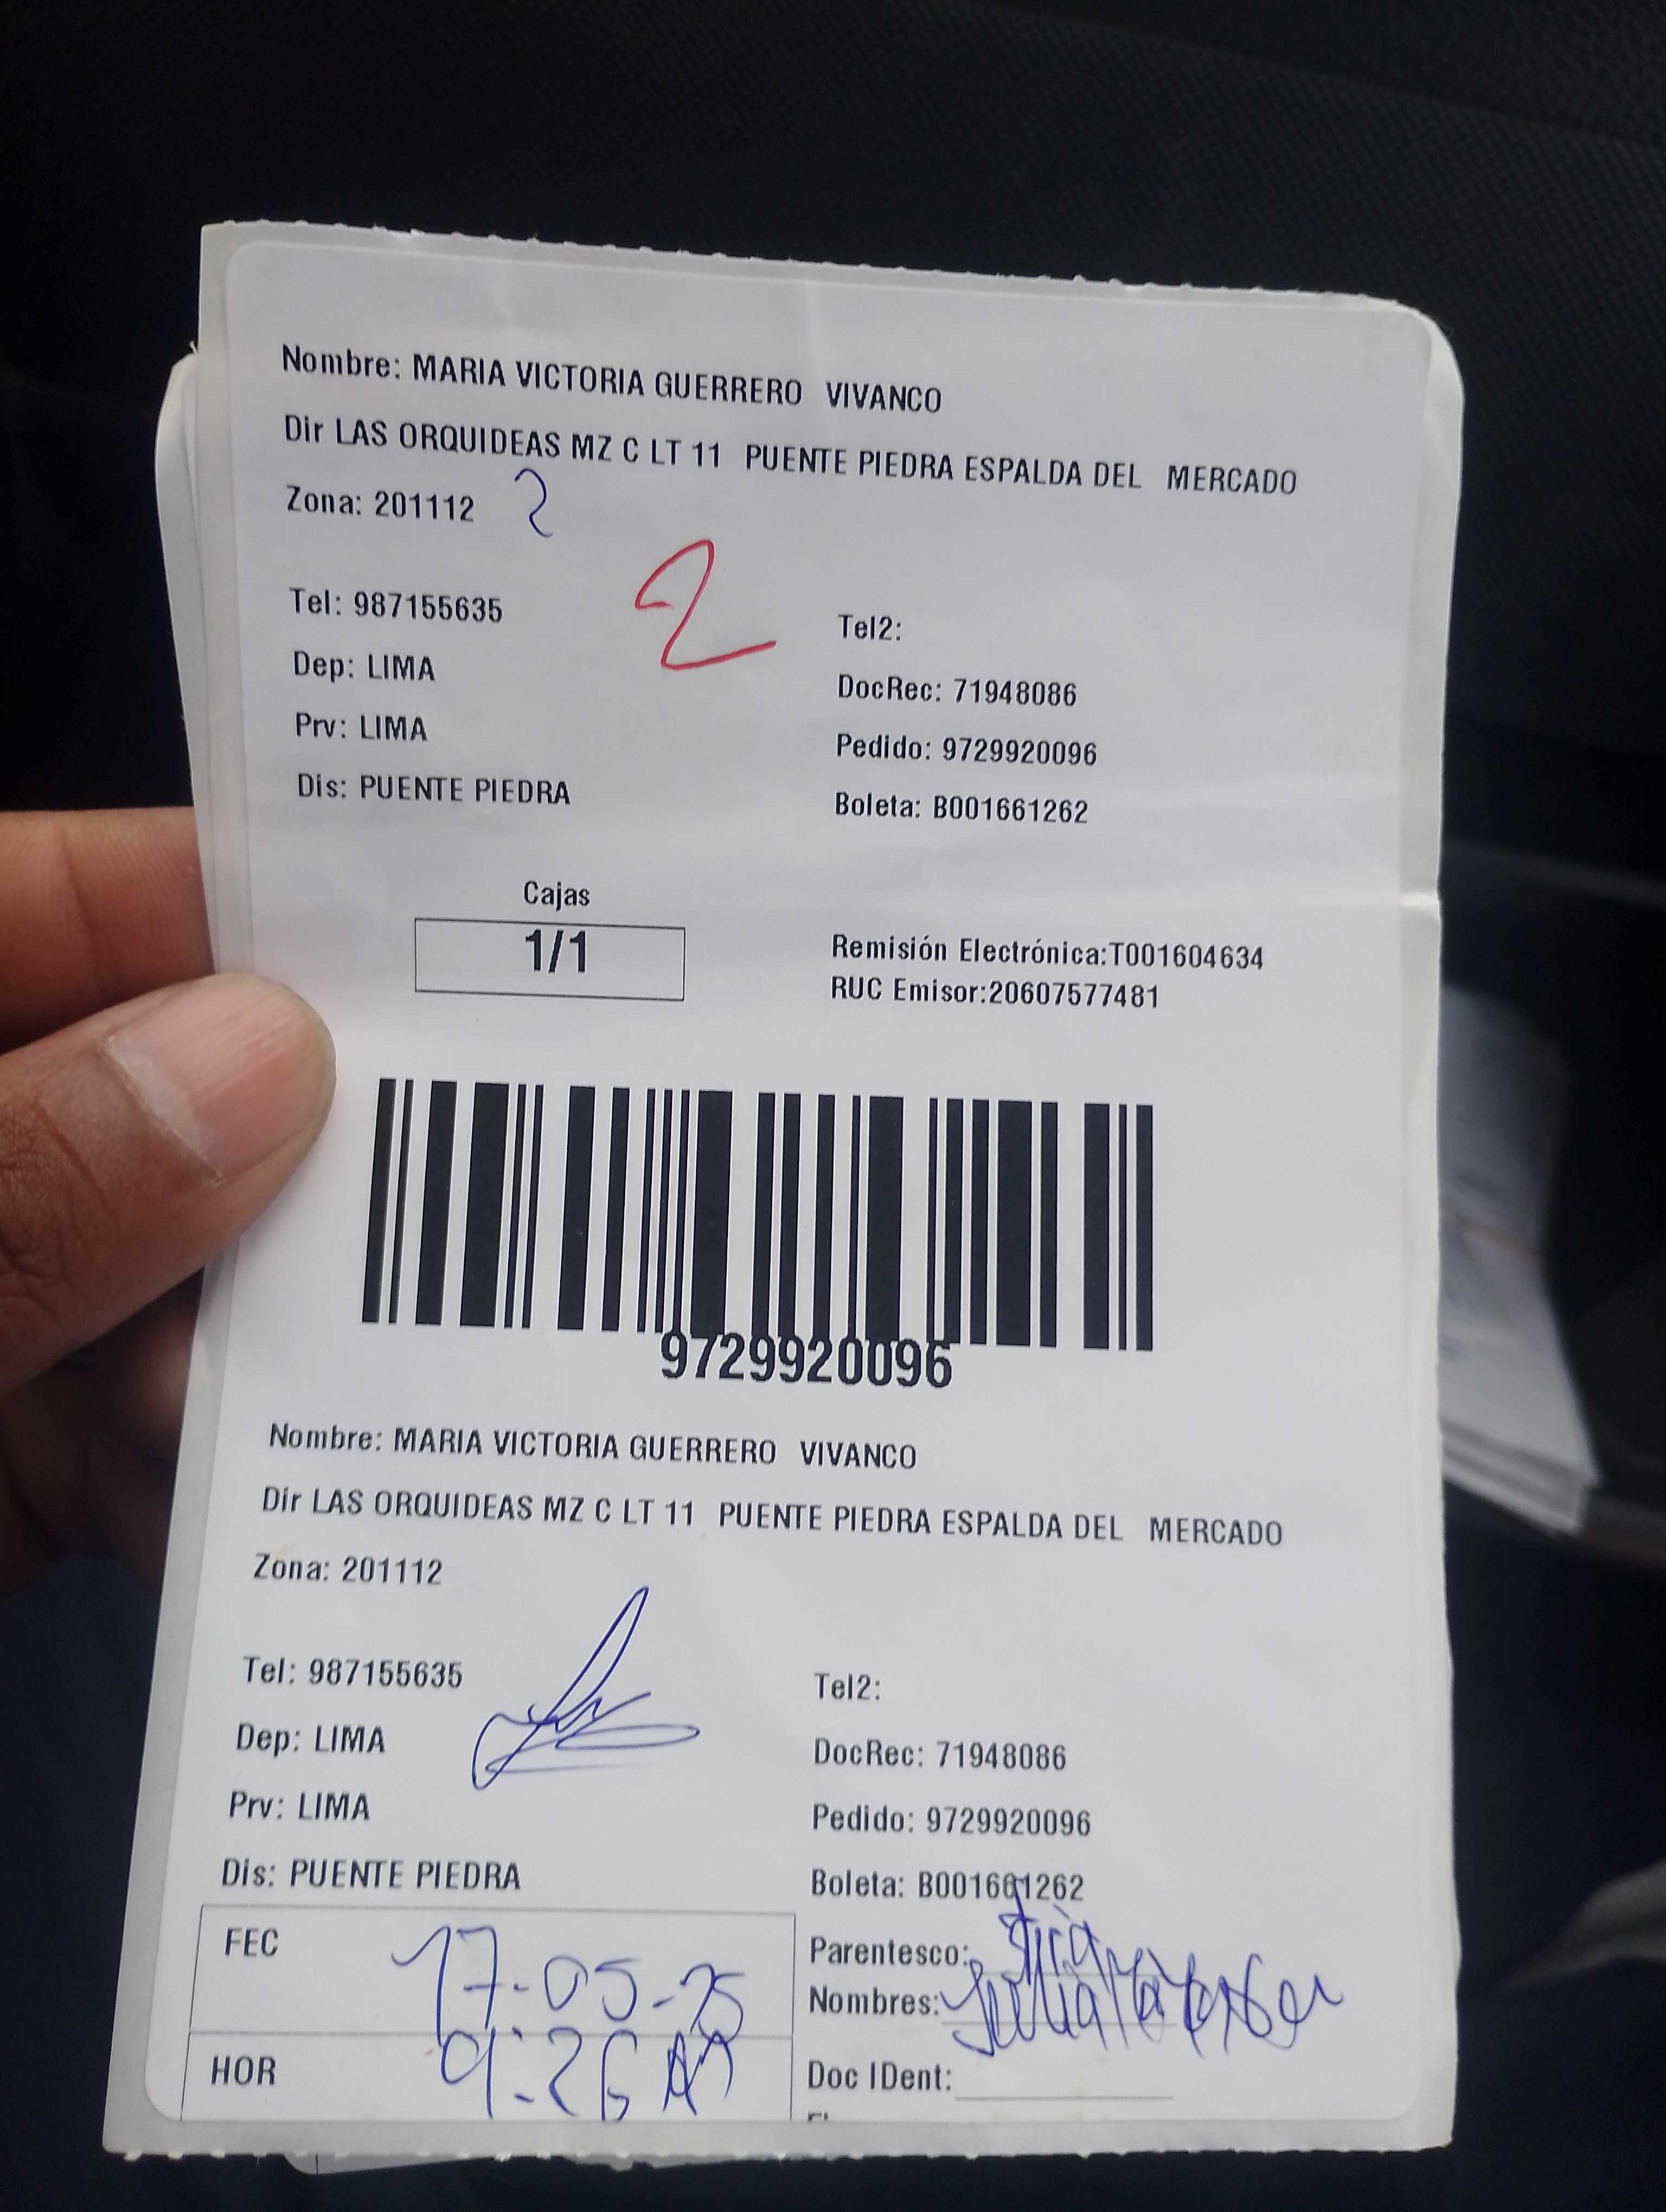 Nombre: MARIA VICTORIA GUERRERO VIVANCO
Dir LAS ORQUIDEAS MZ C LT 11 PUENTE PIEDRA ESPALDA DEL MERCADO
Zona: 201112 2
2
Tel: 987155635 Tel2:
Dep: LIMA DocRec: 71948086
Prv: LIMA Pedido: 9729920096
Dis: PUENTE PIEDRA Boleta: B001661262
Cajas
1/1
Remisión Electrónica:T001604634
RUC Emisor:20607577481
9729920096
Nombre: MARIA VICTORIA GUERRERO VIVANCO
Dir LAS ORQUIDEAS MZ C LT 11 PUENTE PIEDRA ESPALDA DEL MERCADO
Zona: 201112
Tel: 987155635 Tel2:
Dep: LIMA DocRec: 71948086
Prv: LIMA Pedido: 9729920096
Dis: PUENTE PIEDRA Boleta: B001661262
FEC 17-05-25 Parentesco:
Nombres:
HOR 9:26 AM Doc IDent: